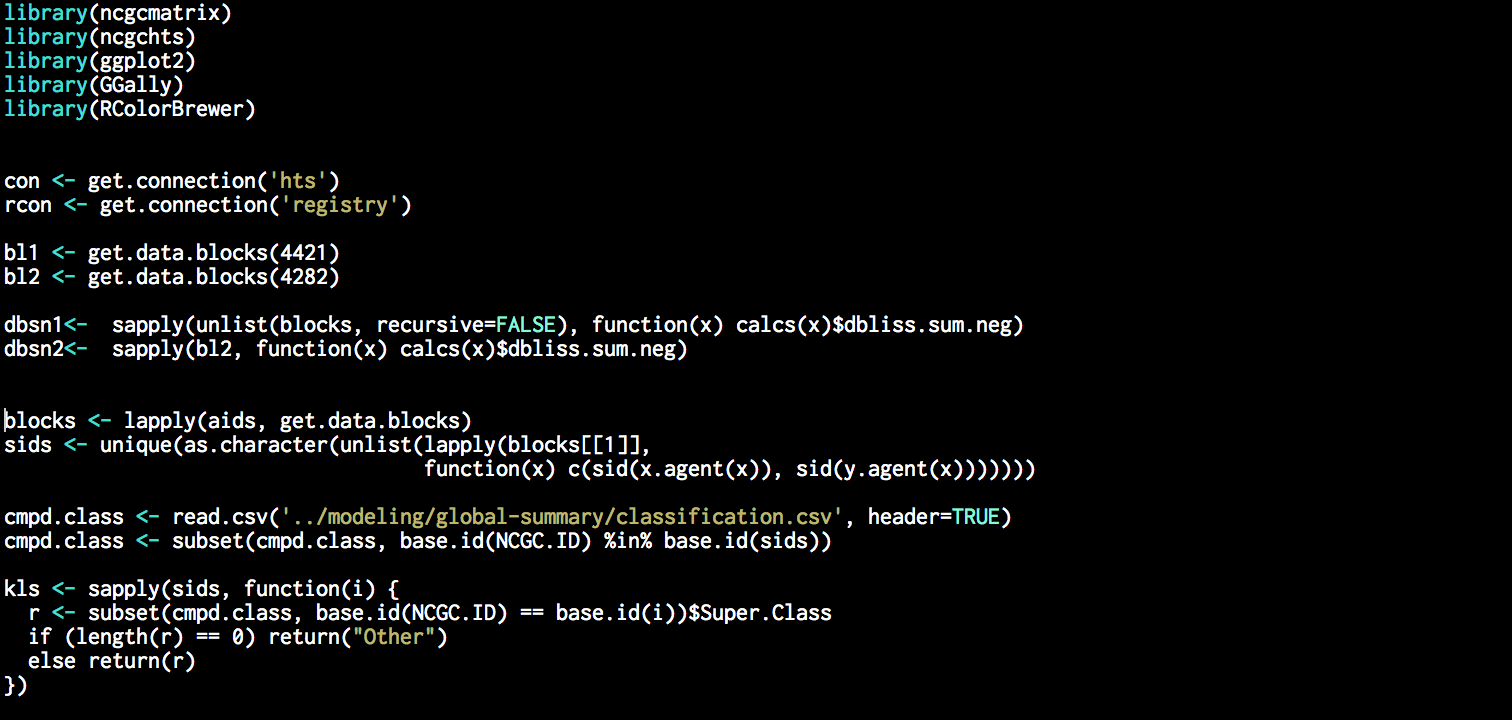 library(ncgcmatrix)
library(ncgchts)
library(ggplot2)
library(GGally)
library(RColorBrewer)
con <- get.connection('hts')
rcon <- get.connection('registry')
bl1 <- get.data.blocks(4421)
bl2 <- get.data.blocks(4282)
dbsn1<-  sapply(unlist(blocks, recursive=FALSE), function(x) calcs(x)$dbliss.sum.neg)
dbsn2<-  sapply(bl2, function(x) calcs(x)$dbliss.sum.neg)
blocks <- lapply(aids, get.data.blocks)
sids <- unique(as.character(unlist(lapply(blocks[[1]],
                                   function(x) c(sid(x.agent(x)), sid(y.agent(x)))))))
cmpd.class <- read.csv('../modeling/global-summary/classification.csv', header=TRUE)
cmpd.class <- subset(cmpd.class, base.id(NCGC.ID) %in% base.id(sids))
kls <- sapply(sids, function(i) {
  r <- subset(cmpd.class, base.id(NCGC.ID) == base.id(i))$Super.Class
  if (length(r) == 0) return("Other")
  else return(r)
})